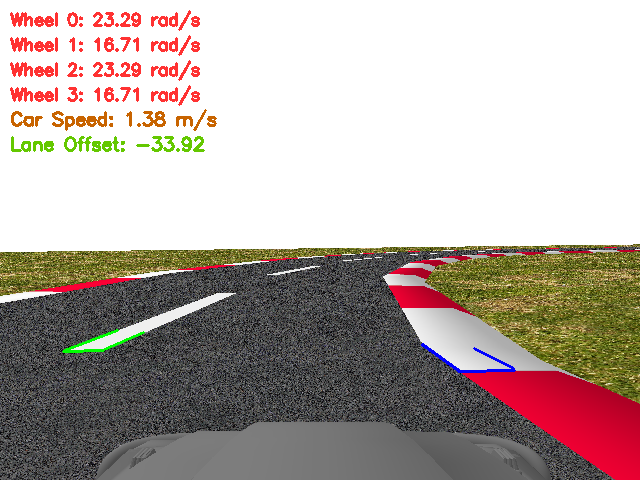 Wheel 0: 23.29 rad/s
Wheel 1: 16.71 rad/s
Wheel 2: 23.29 rad/s
Wheel 3: 16.71 rad/s
Car Speed: 1.38 m/s
Lane Offset: -33.92